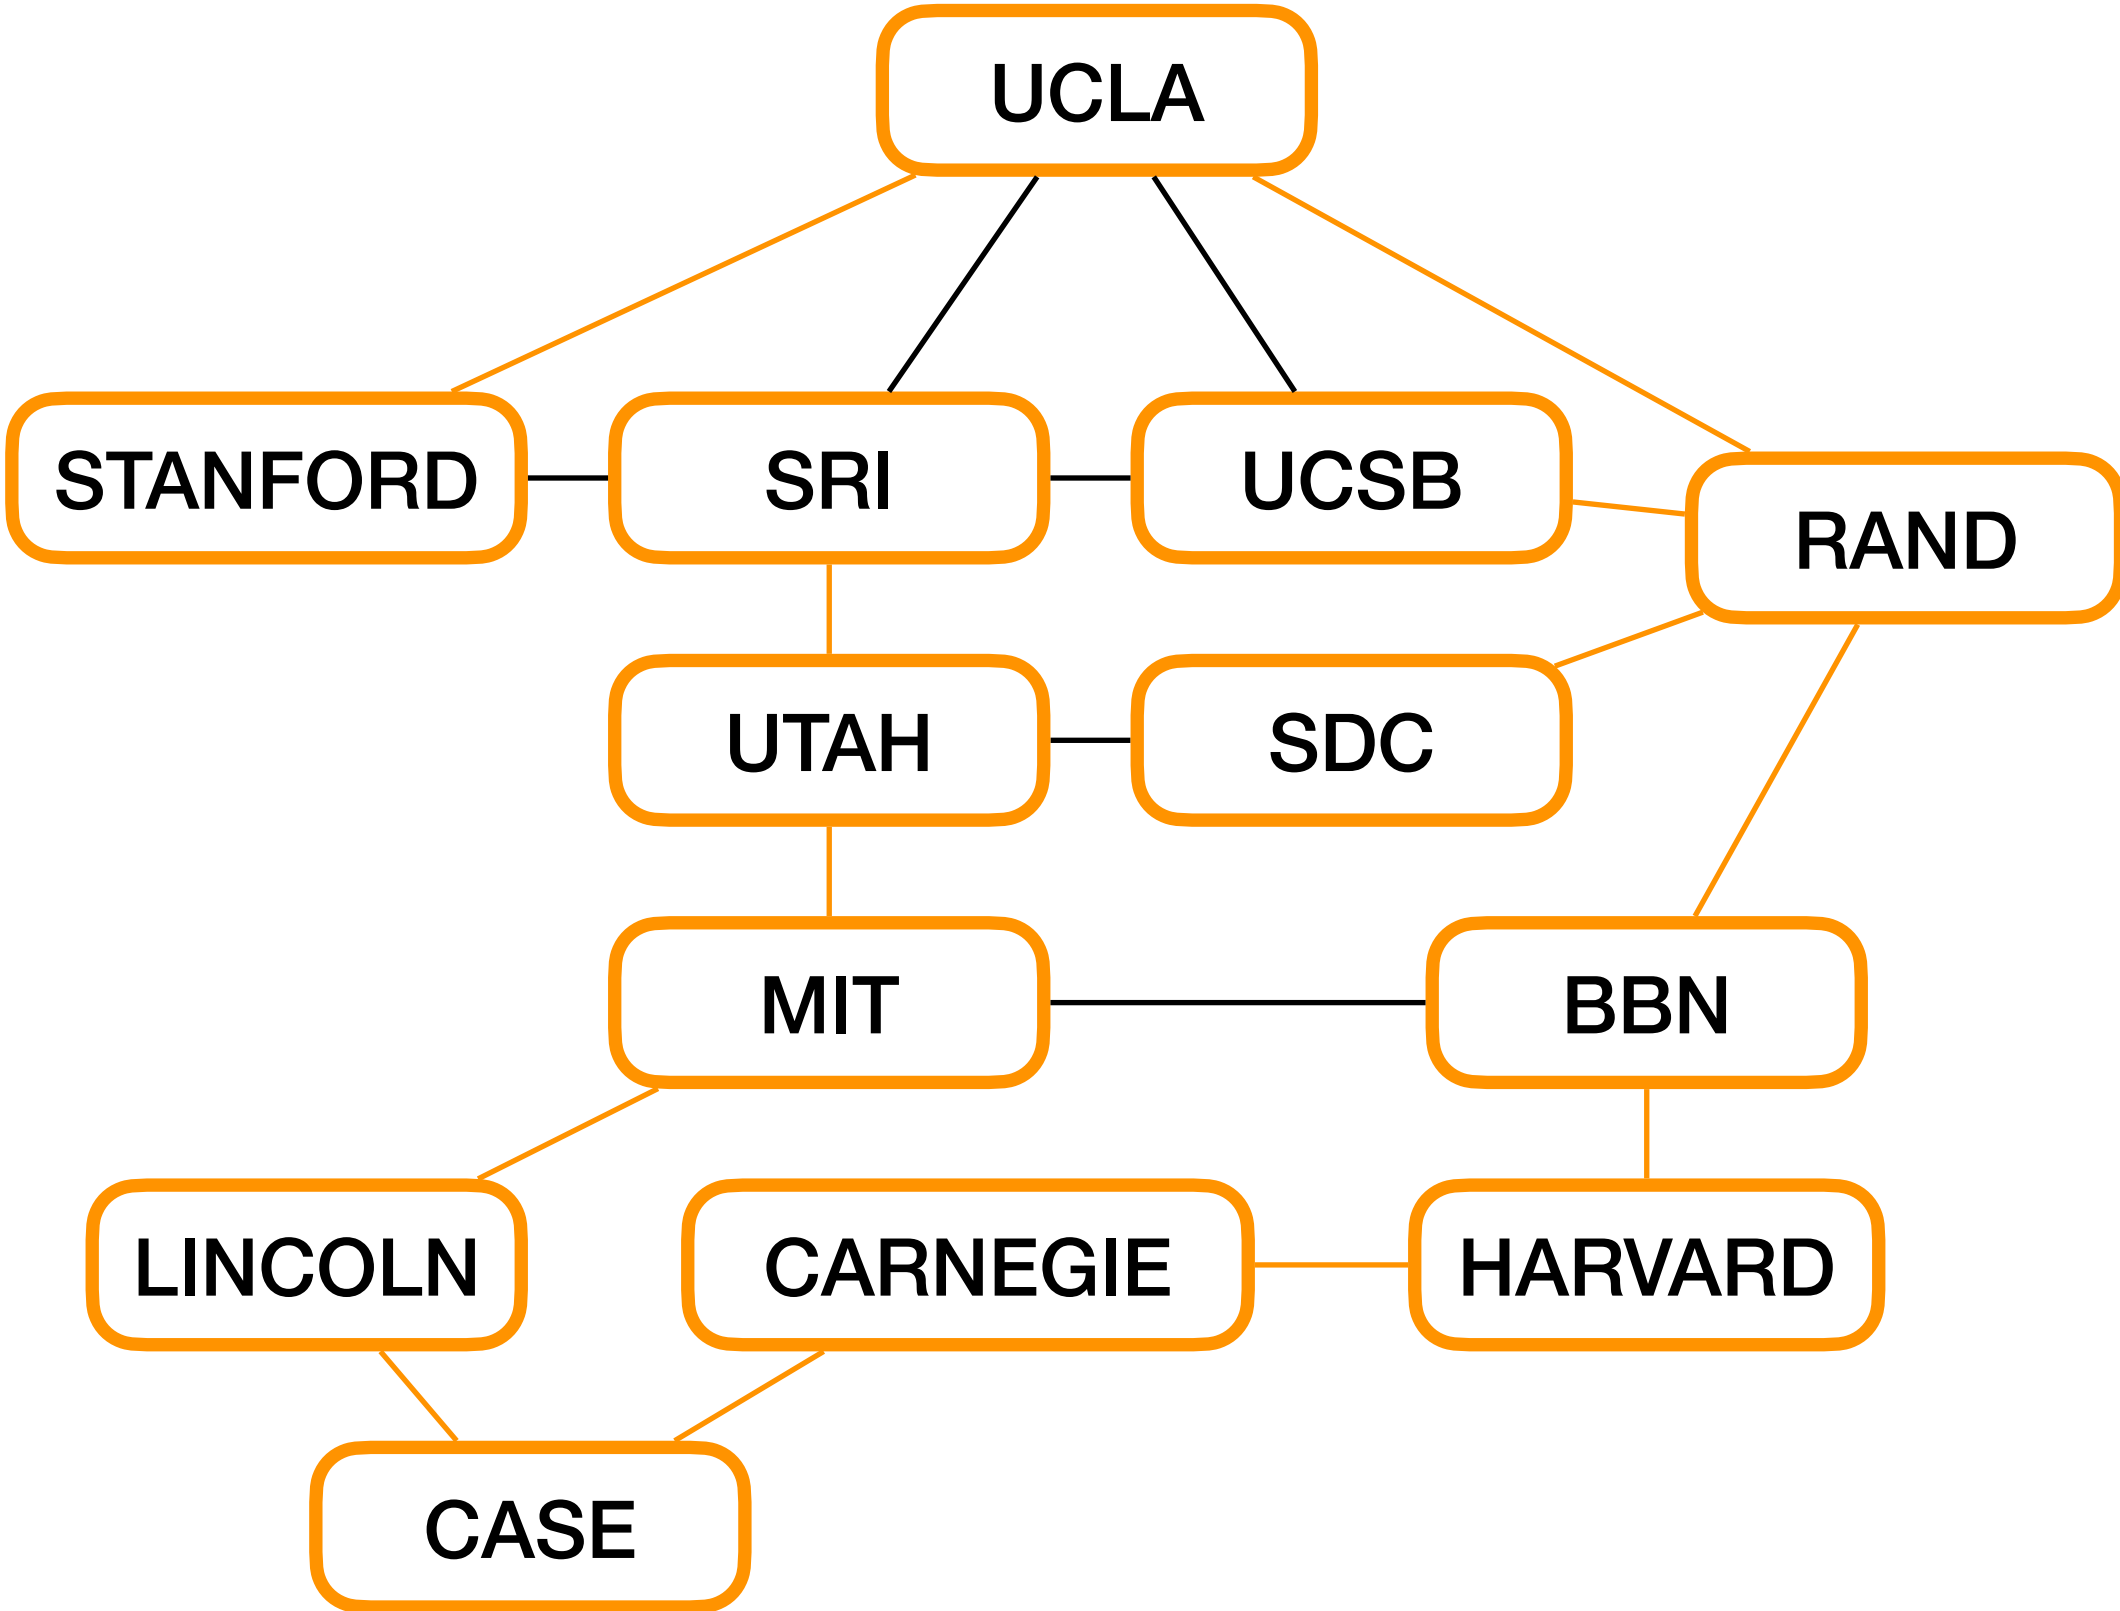 UCLA
STANFORD
SRI
UCSB
RAND
UTAH
SDC
MIT
BBN
LINCOLN
CARNEGIE
HARVARD
CASE